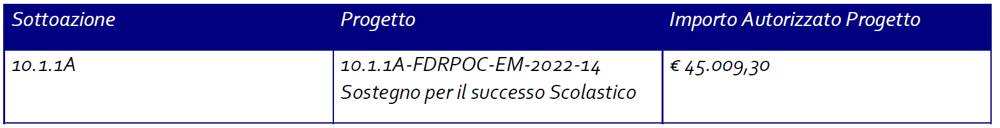 Sottoazione Progetto Importo Autorizzato Progetto
10.1.1A 10.1.1A-FDRPOC-EM-2022-14 € 45.009,30
Sostegno per il successo Scolastico